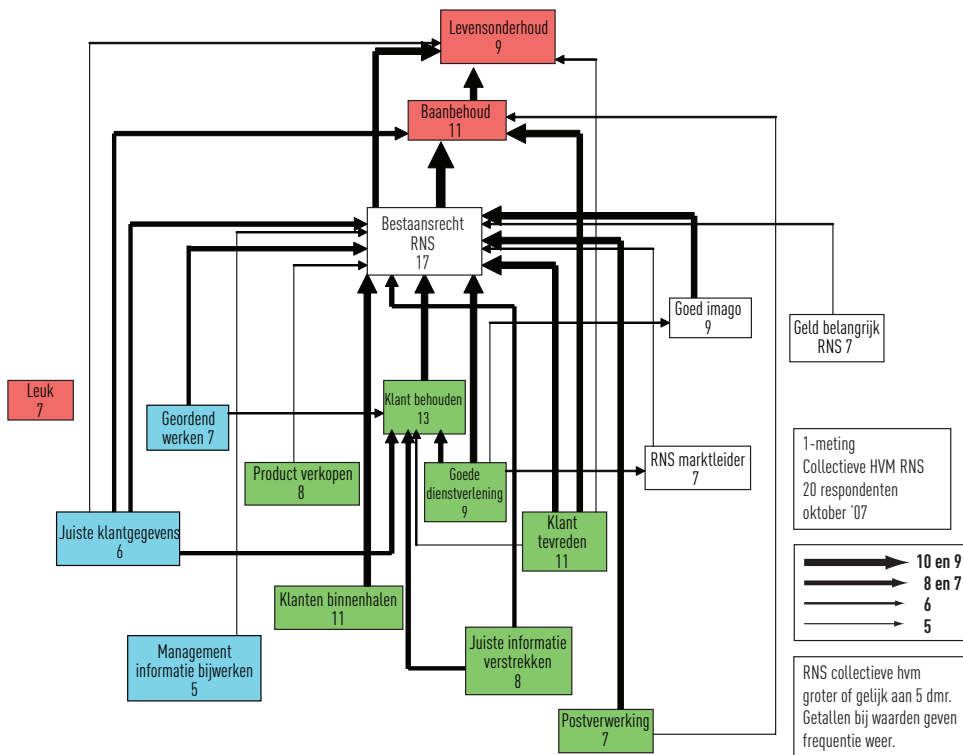 Levensonderhoud
9
Baanbehoud
11
Bestaansrecht
RNS
17
Goed imago
9
Geld belangrijk
RNS 7
Leuk
7
Geordend
werken 7
Klant behouden
13
Product verkopen
8
Goede
dienstverlening
9
RNS marktleider
7
1-meting
Collectieve HVM RNS
20 respondenten
oktober '07
Juiste klantgegevens
6
Klant
tevreden
11
10 en 9
8 en 7
6
5
Klanten binnenhalen
11
Management
informatie bijwerken
5
Juiste informatie
verstrekken
8
RNS collectieve hvm
groter of gelijk aan 5 dmr.
Getallen bij waarden geven
frequentie weer.
Postverwerking
7